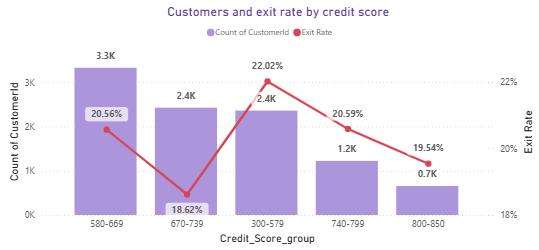 Customers and exit rate by credit score
Count of CustomerId Exit Rate
3.3K
22.02%
3K
22%
2.4K
2.4K
20.56%
20.59%
Count of CustomerId
2K
1.2K
19.54%
20%
Exit Rate
1K
0.7K
18.62%
0K
18%
580-669 670-739 300-579 740-799 800-850
Credit_Score_group